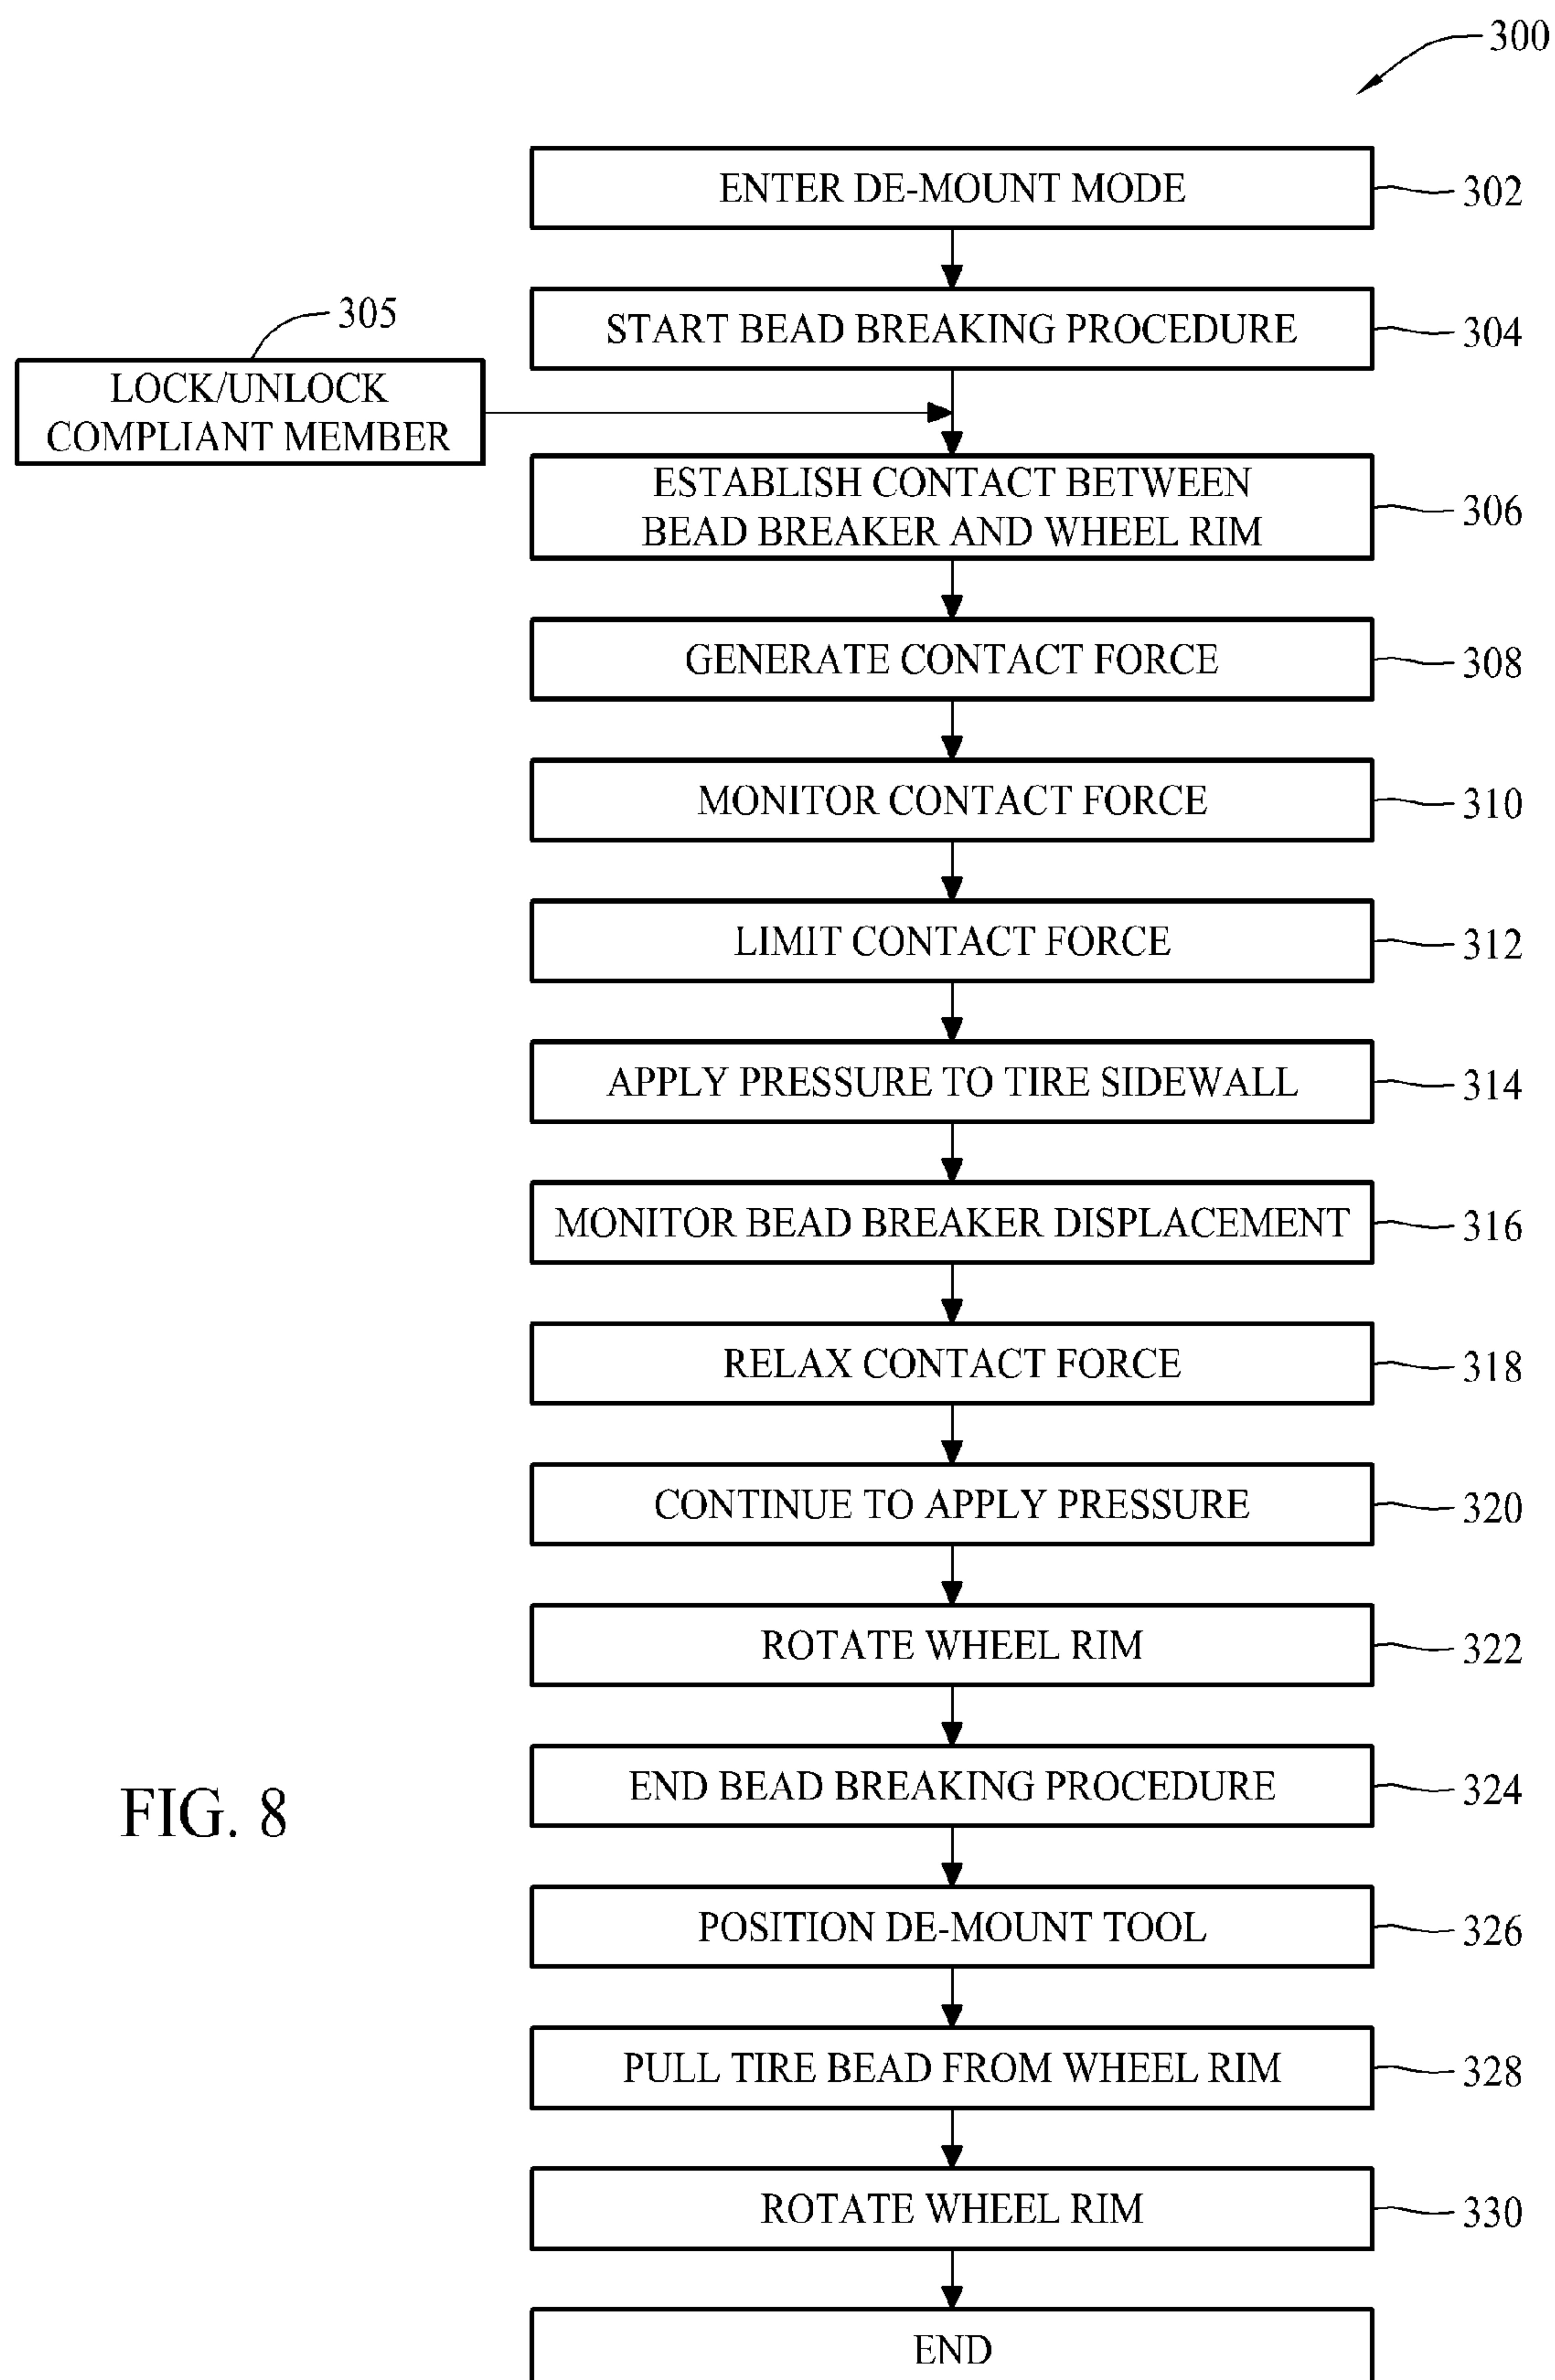 300
ENTER DE-MOUNT MODE
302
START BEAD BREAKING PROCEDURE
304
305
LOCK/UNLOCK
COMPLIANT MEMBER
ESTABLISH CONTACT BETWEEN
BEAD BREAKER AND WHEEL RIM
306
GENERATE CONTACT FORCE
308
MONITOR CONTACT FORCE
310
LIMIT CONTACT FORCE
312
APPLY PRESSURE TO TIRE SIDEWALL
314
MONITOR BEAD BREAKER DISPLACEMENT
316
RELAX CONTACT FORCE
318
CONTINUE TO APPLY PRESSURE
320
ROTATE WHEEL RIM
322
END BEAD BREAKING PROCEDURE
324
FIG. 8
POSITION DE-MOUNT TOOL
326
PULL TIRE BEAD FROM WHEEL RIM
328
ROTATE WHEEL RIM
330
END